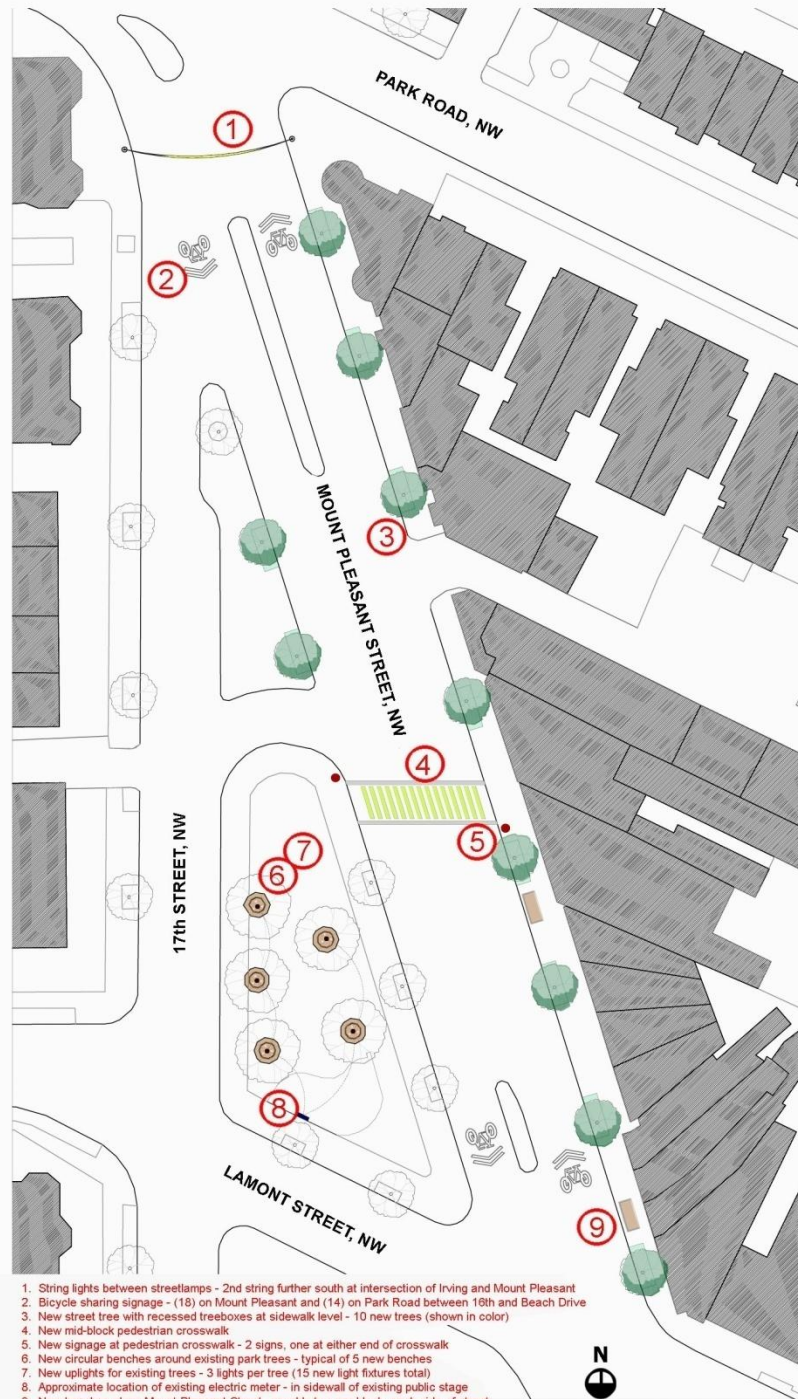 PARK ROAD, NW
1
2
3
MOUNT PLEASANT STREET, NW
4
5
7
6
17th STREET, NW
8
LAMONT STREET, NW
9
1. String lights between streetlamps - 2nd string further south at intersection of Irving and Mount Pleasant
2. Bicycle sharing signage - (18) on Mount Pleasant and (14) on Park Road between 16th and Beach Drive
3. New street tree with recessed treeboxes at sidewalk level - 10 new trees (shown in color)
4. New mid-block pedestrian crosswalk
5. New signage at pedestrian crosswalk - 2 signs, one at either end of crosswalk
6. New circular benches around existing park trees - typical of 5 new benches
7. New uplights for existing trees - 3 lights per tree (15 new light fixtures total)
8. Approximate location of existing electric meter - in sidewall of existing public stage
N